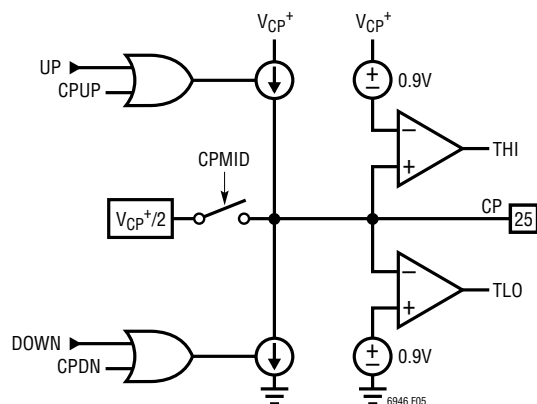 V_CP^+ V_CP^+
UP
CPUP
+
−
0.9V
−
+
THI
CPMID
V_CP^+/2
CP
25
−
+
TLO
DOWN
CPDN
+
−
0.9V
6946 F05